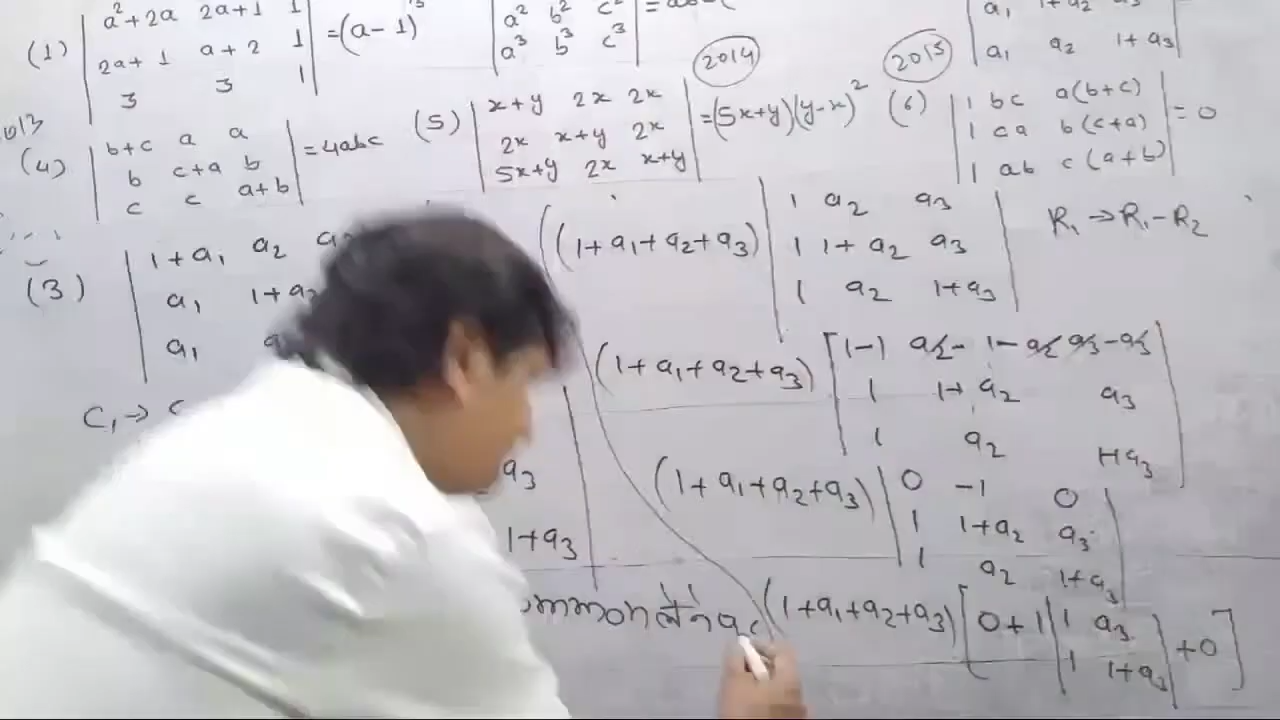 (1) | a²+2a 2a+1 1 | = (a-1)³
2a+1 a+2 1
3 3 1
a² b² c²
a³ b³ c³
a₁ a₂ 1+a₃
2014
2015
(4) | b+c a a | = 4abc
b c+a b
c c a+b
(5) | x+y 2x 2x | = (5x+y)(y-x)²
2x x+y 2x
5x+y 2x x+y
(6) | 1 bc a(b+c) | = 0
1 ca b(c+a)
1 ab c(a+b)
(3) | 1+a₁ a₂
a₁ 1+a₂
a₁
C₁→
a₃
1+a₃
(1+a₁+a₂+a₃) | 1 a₂ a₃ | R₁→R₁-R₂
1 1+a₂ a₃
1 a₂ 1+a₃
(1+a₁+a₂+a₃) [ 1-1 a₂-1-a₂ a₃-a₃ ]
1 1+a₂ a₃
1 a₂ 1+a₃
(1+a₁+a₂+a₃) | 0 -1 0 |
1 1+a₂ a₃
1 a₂ 1+a₃
ommon
(1+a₁+a₂+a₃) [ 0+1 | 1 a₃ | +0 ]
1 1+a₃